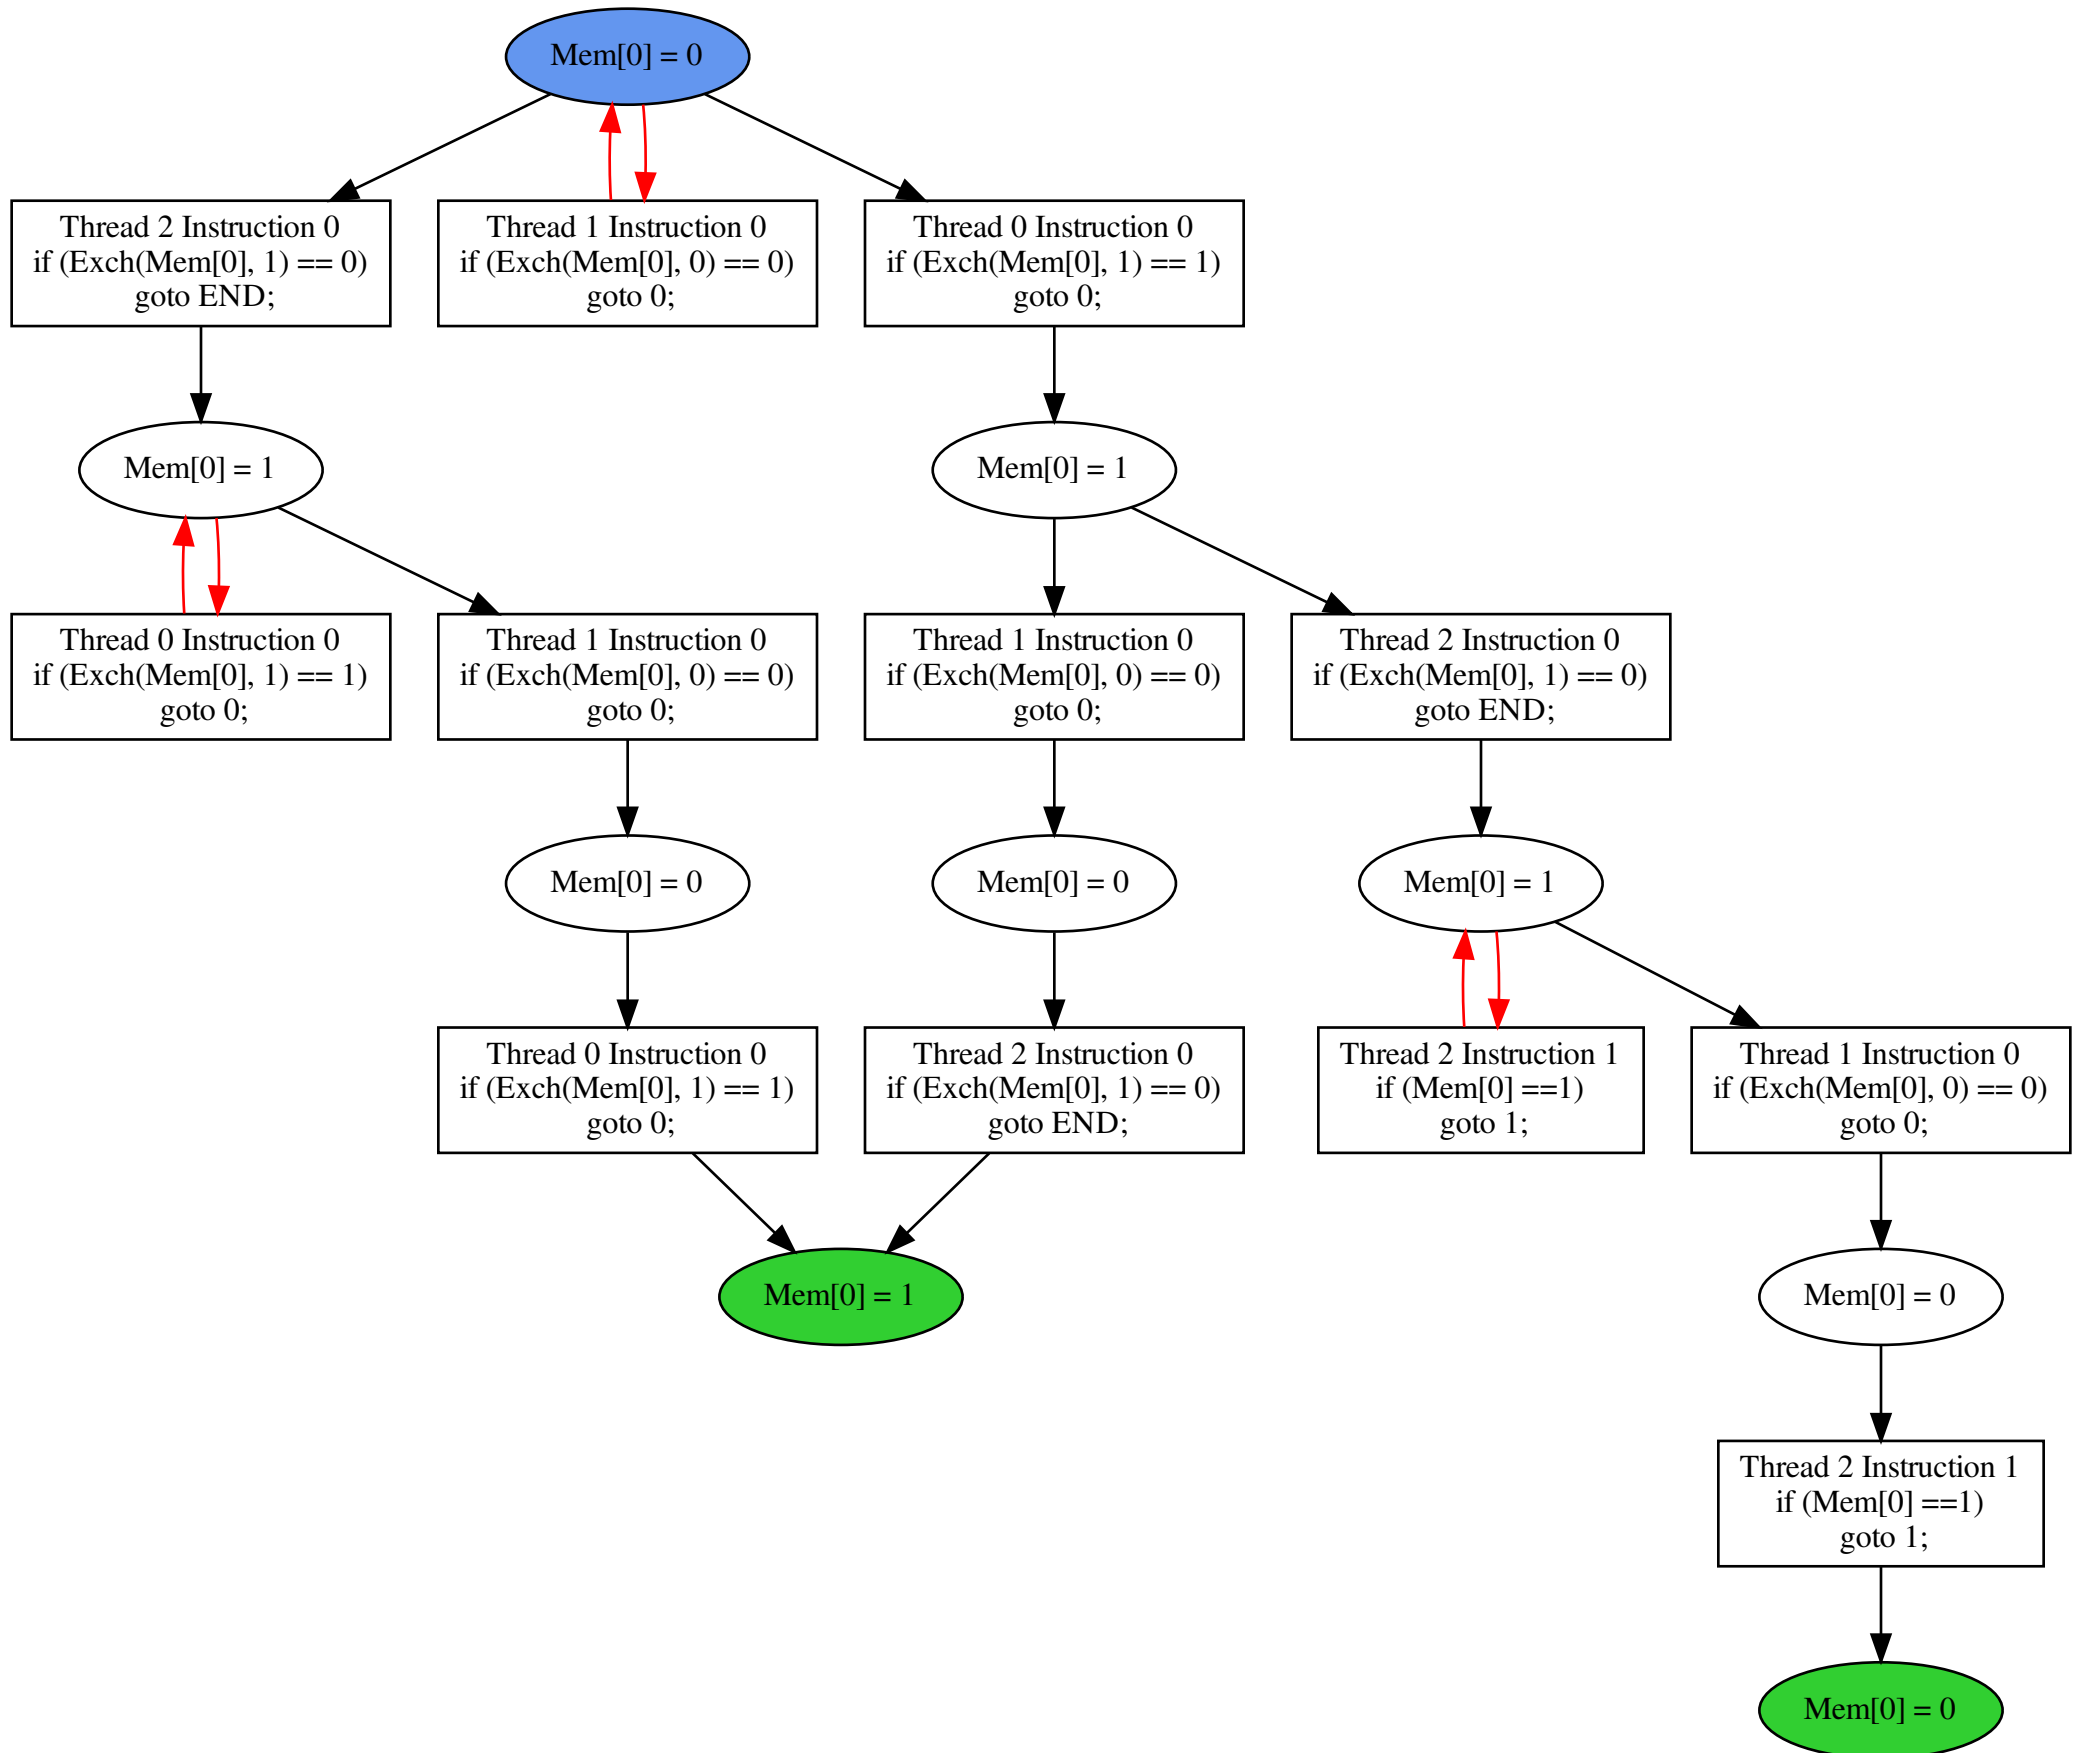 Mem[0] = 0
Thread 2 Instruction 0
if (Exch(Mem[0], 1) == 0)
goto END;
Thread 1 Instruction 0
if (Exch(Mem[0], 0) == 0)
goto 0;
Thread 0 Instruction 0
if (Exch(Mem[0], 1) == 1)
goto 0;
Mem[0] = 1
Mem[0] = 1
Thread 0 Instruction 0
if (Exch(Mem[0], 1) == 1)
goto 0;
Thread 1 Instruction 0
if (Exch(Mem[0], 0) == 0)
goto 0;
Thread 1 Instruction 0
if (Exch(Mem[0], 0) == 0)
goto 0;
Thread 2 Instruction 0
if (Exch(Mem[0], 1) == 0)
goto END;
Mem[0] = 0
Mem[0] = 0
Mem[0] = 1
Thread 0 Instruction 0
if (Exch(Mem[0], 1) == 1)
goto 0;
Thread 2 Instruction 0
if (Exch(Mem[0], 1) == 0)
goto END;
Thread 2 Instruction 1
if (Mem[0] ==1)
goto 1;
Thread 1 Instruction 0
if (Exch(Mem[0], 0) == 0)
goto 0;
Mem[0] = 1
Mem[0] = 0
Thread 2 Instruction 1
if (Mem[0] ==1)
goto 1;
Mem[0] = 0